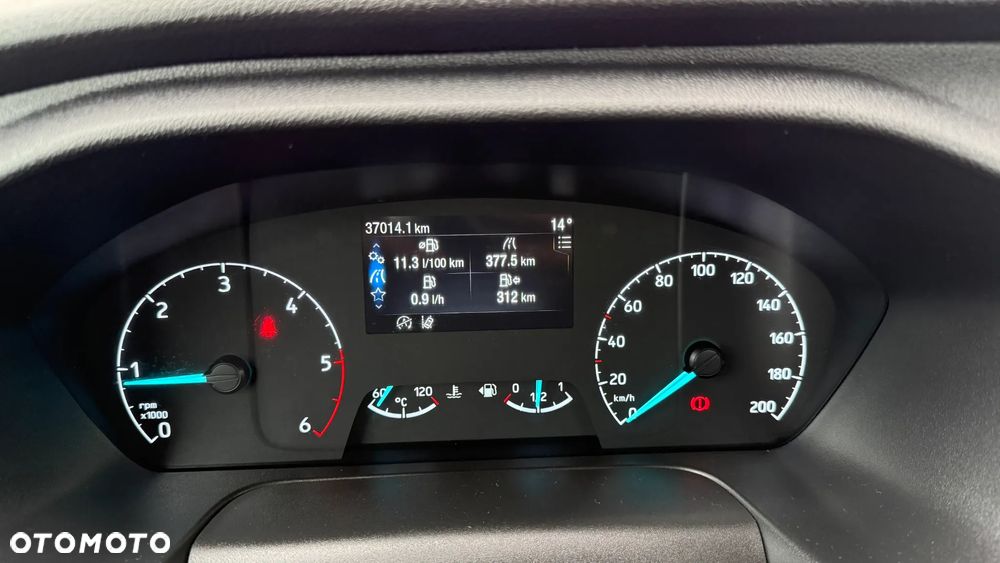 37014.1 km 14°
11.3 l/100 km 377.5 km
0.9 l/h 312 km
0 1 2 3 4 5 6
rpm
x1000
60 120
°C
0 1/2 1
0 20 40 60 80 100 120 140 160 180 200
km/h
OTOMOTO